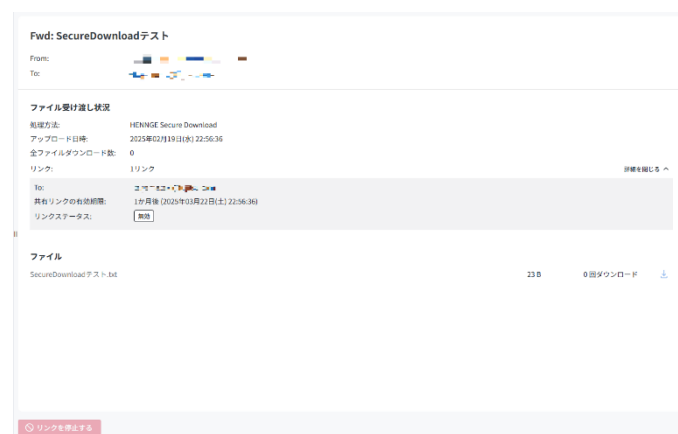 Fwd: SecureDownloadテスト
From:
To:
ファイル受け渡し状況
処理方法: HENNGE Secure Download
アップロード日時: 2025年02月19日(水) 22:56:36
全ファイルダウンロード数: 0
リンク: 1リンク 詳細を閉じる
To:
共有リンクの有効期限: 1か月後 (2025年03月22日(土) 22:56:36)
リンクステータス: 無効
ファイル
SecureDownloadテスト.txt 23 B 0 回ダウンロード
リンクを停止する